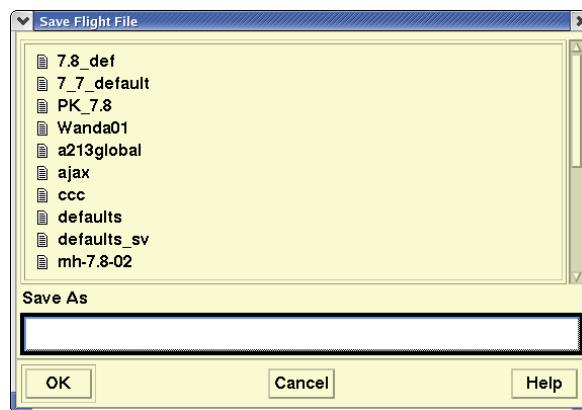 Save Flight File
7.8_def
7_7_default
PK_7.8
Wanda01
a213global
ajax
ccc
defaults
defaults_sv
mh-7.8-02
Save As
OK Cancel Help